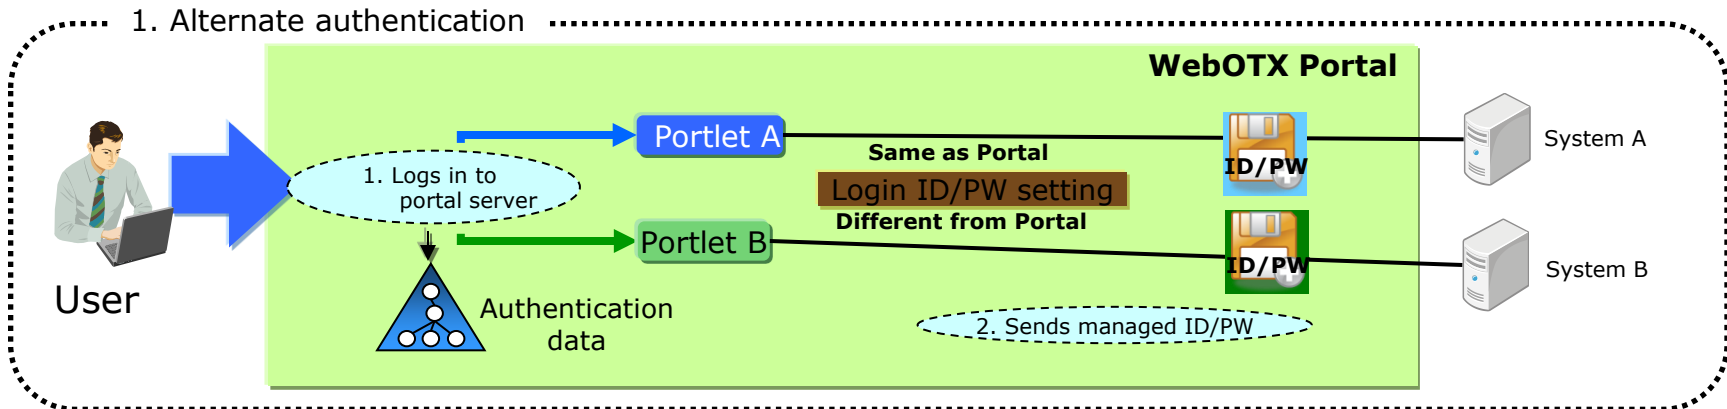 1. Alternate authentication
WebOTX Portal
Portlet A
Same as Portal
ID/PW
System A
1. Logs in to
portal server
Login ID/PW setting
Different from Portal
Portlet B
ID/PW
System B
User
Authentication
data
2. Sends managed ID/PW